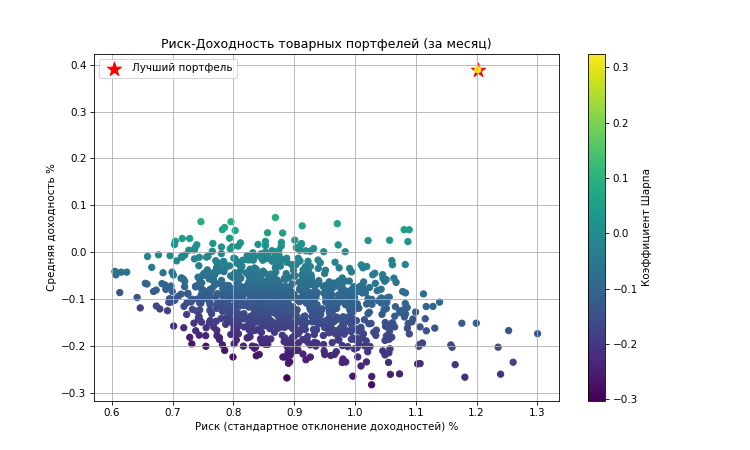 Риск-Доходность товарных портфелей (за месяц)
Лучший портфель
Средняя доходность %
0.4
0.3
0.2
0.1
0.0
−0.1
−0.2
−0.3
0.6 0.7 0.8 0.9 1.0 1.1 1.2 1.3
Риск (стандартное отклонение доходностей) %
0.3
0.2
0.1
0.0
−0.1
−0.2
−0.3
Коэффициент Шарпа